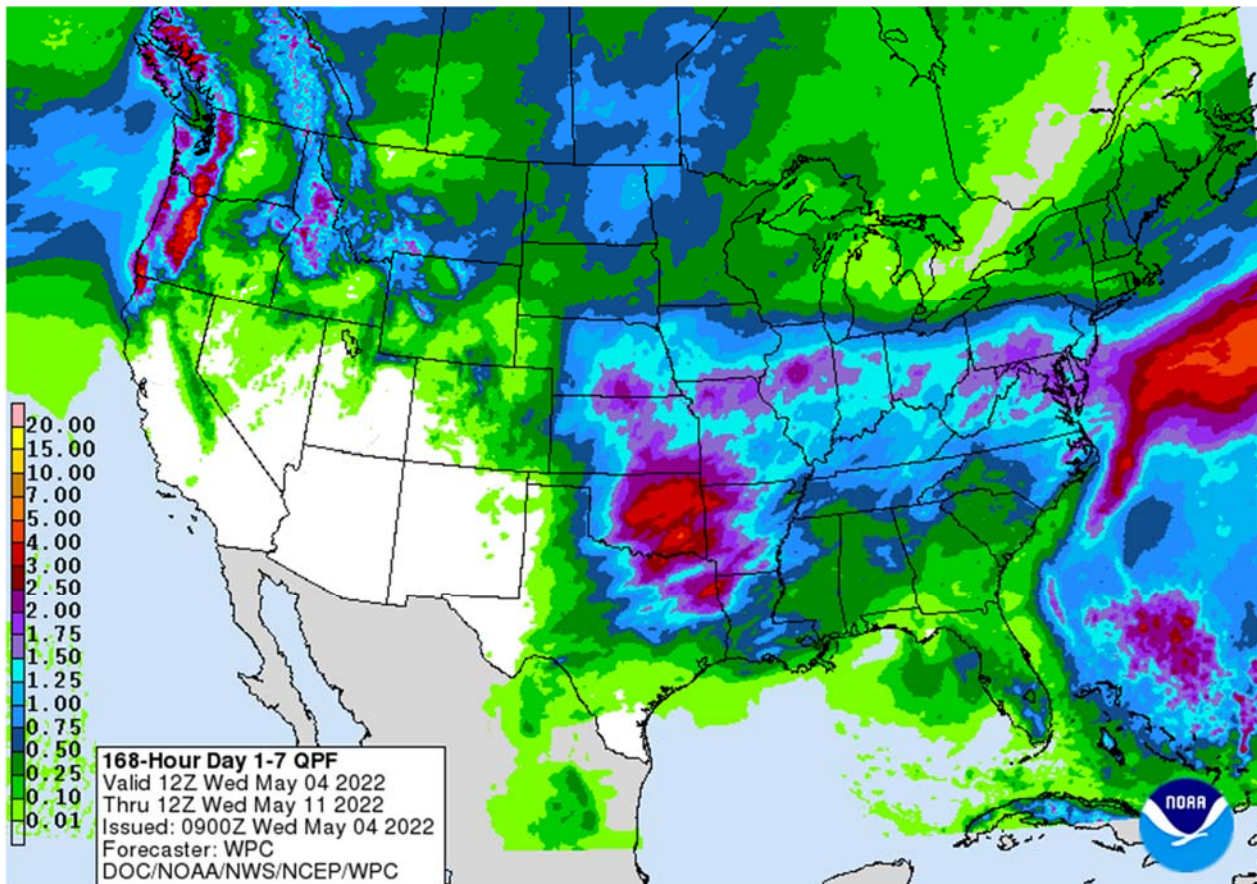 20.00
15.00
10.00
7.00
5.00
4.00
3.00
2.50
2.00
1.75
1.50
1.25
1.00
0.75
0.50
0.25
0.10
0.01
168-Hour Day 1-7 QPF
Valid 12Z Wed May 04 2022
Thru 12Z Wed May 11 2022
Issued: 0900Z Wed May 04 2022
Forecaster: WPC
DOC/NOAA/NWS/NCEP/WPC
NOAA